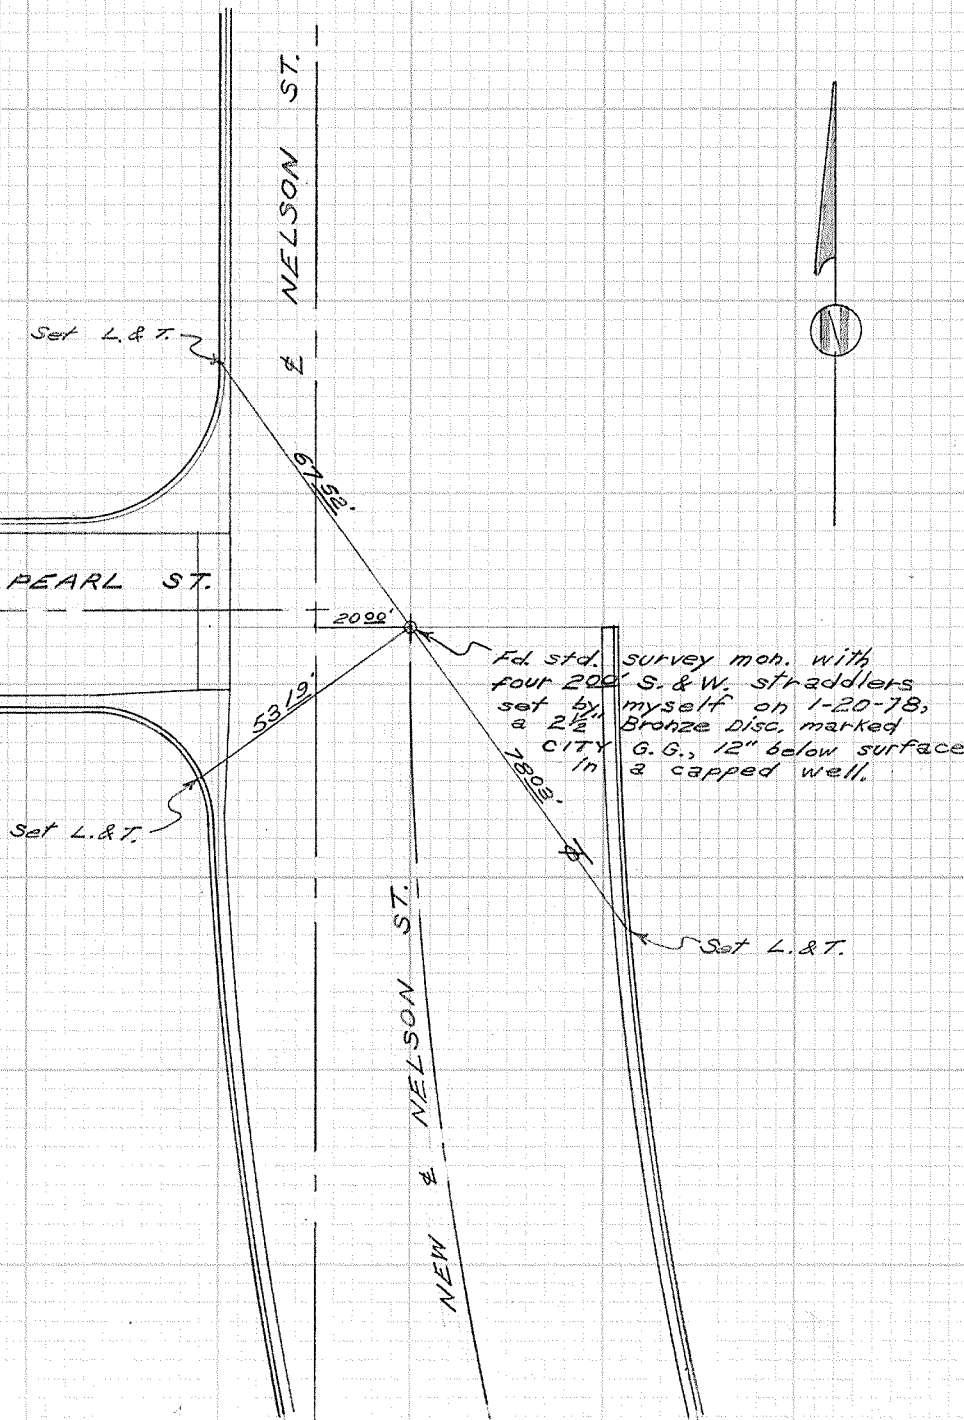 ℄ NELSON ST.
N
Set L. & T.
67.52'
PEARL ST.
20.00'
Fd. std. survey mon. with
four 200' S. & W. straddlers
set by myself on 1-20-78,
a 2½" Bronze Disc. marked
CITY G.G., 12" below surface
in a capped well.
53.19'
78.03'
Set L. & T.
Set L. & T.
NEW ℄ NELSON ST.